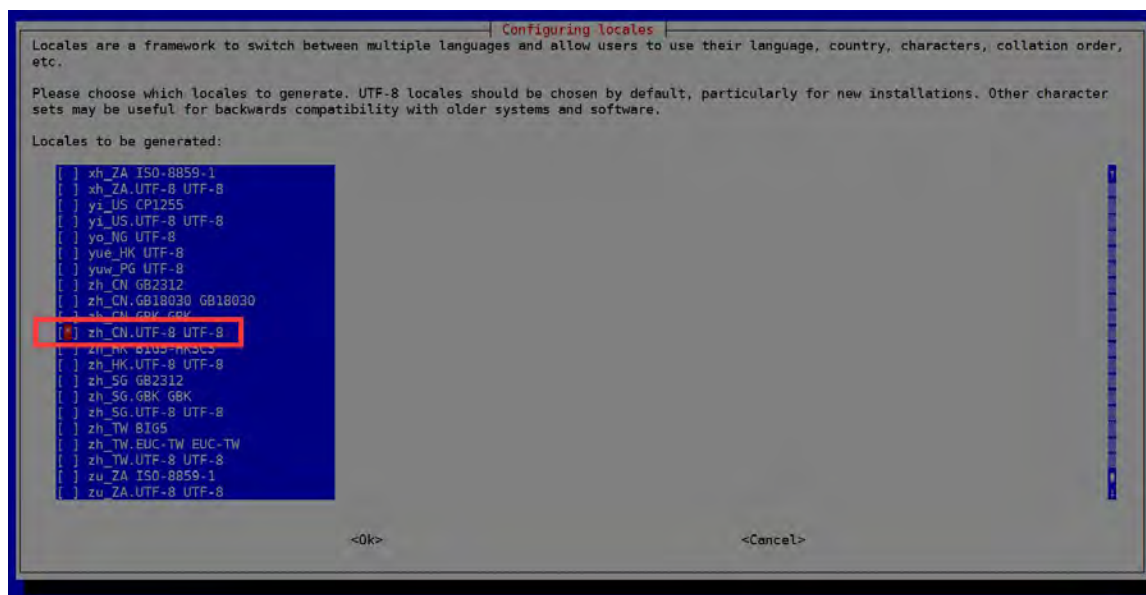 Configuring locales
Locales are a framework to switch between multiple languages and allow users to use their language, country, characters, collation order,
etc.
Please choose which locales to generate. UTF-8 locales should be chosen by default, particularly for new installations. Other character
sets may be useful for backwards compatibility with older systems and software.
Locales to be generated:
[ ] xh_ZA ISO-8859-1
[ ] xh_ZA.UTF-8 UTF-8
[ ] yi_US CP1255
[ ] yi_US.UTF-8 UTF-8
[ ] yo_NG UTF-8
[ ] yue_HK UTF-8
[ ] yuw_PG UTF-8
[ ] zh_CN GB2312
[ ] zh_CN.GB18030 GB18030
[ ] zh_CN.GBK GBK
[*] zh_CN.UTF-8 UTF-8
[ ] zh_HK BIG5-HKSCS
[ ] zh_HK.UTF-8 UTF-8
[ ] zh_SG GB2312
[ ] zh_SG.GBK GBK
[ ] zh_SG.UTF-8 UTF-8
[ ] zh_TW BIG5
[ ] zh_TW.EUC-TW EUC-TW
[ ] zh_TW.UTF-8 UTF-8
[ ] zu_ZA ISO-8859-1
[ ] zu_ZA.UTF-8 UTF-8
<Ok> <Cancel>